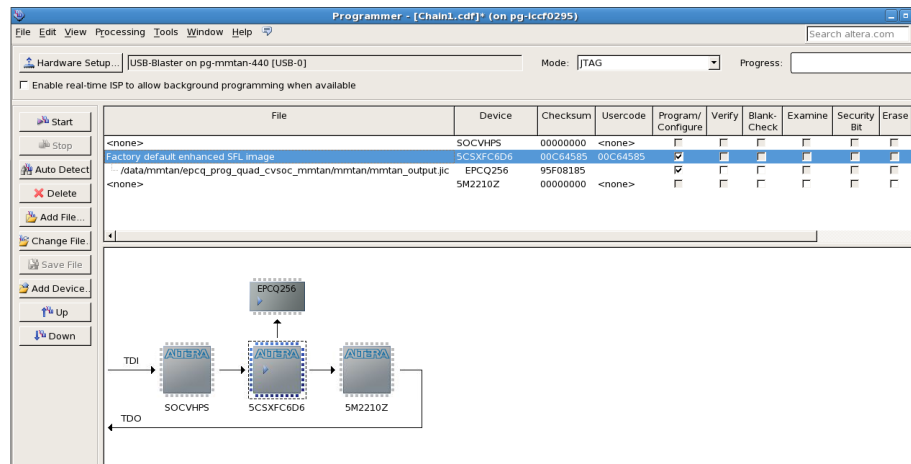 Programmer - [Chain1.cdf]* (on pg-iccf0295)
File Edit View Processing Tools Window Help
Search altera.com
Hardware Setup... USB-Blaster on pg-mmtan-440 [USB-0] Mode: JTAG Progress:
Enable real-time ISP to allow background programming when available
Start
Stop
Auto Detect
Delete
Add File...
Change File.
Save File
Add Device.
Up
Down
File Device Checksum Usercode Program/ Configure Verify Blank- Check Examine Security Bit Erase
<none> SOCVHPS 00000000 <none>
Factory default enhanced SFL image 5CSXFC6D6 00C64585 00C64585
/data/mmtan/epcq_prog_quad_cvsoc_mmtan/mmtan/mmtan_output.jic EPCQ256 95F08185
<none> 5M2210Z 00000000 <none>
EPCQ256
TDI
ALTERA ALTERA ALTERA
SOCVHPS 5CSXFC6D6 5M2210Z
TDO